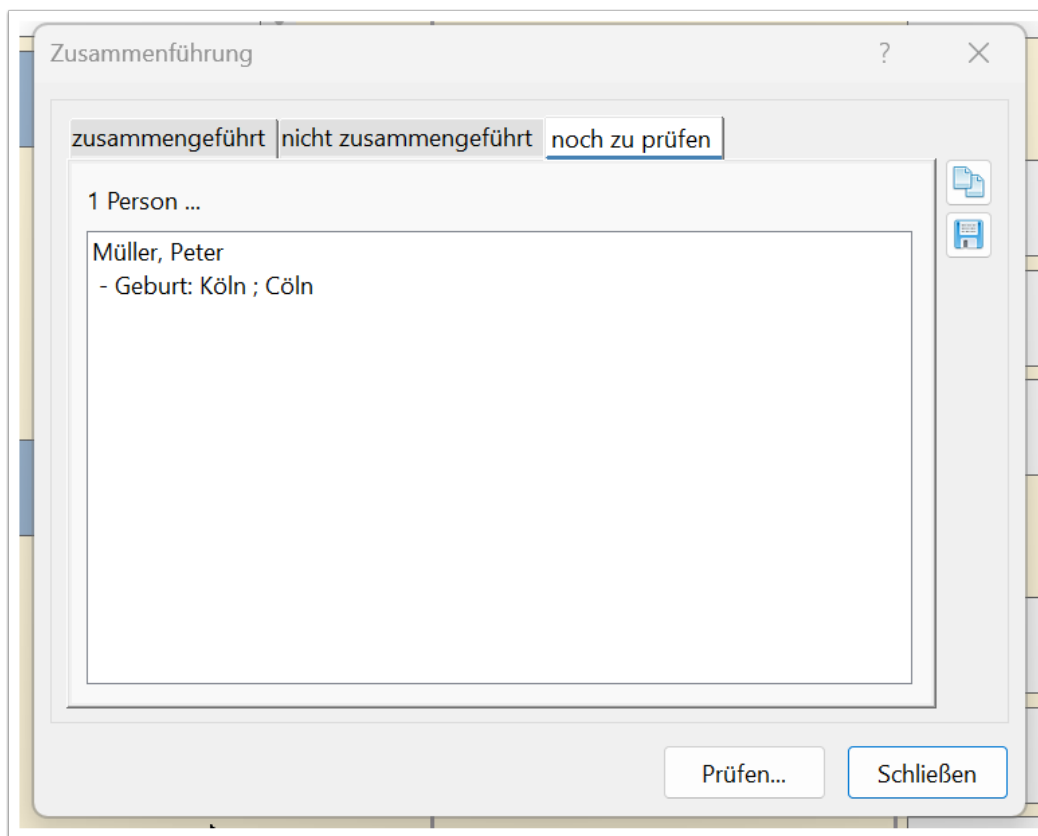 Zusammenführung
zusammengeführt nicht zusammengeführt noch zu prüfen
1 Person ...
Müller, Peter
- Geburt: Köln ; Cöln
Prüfen... Schließen